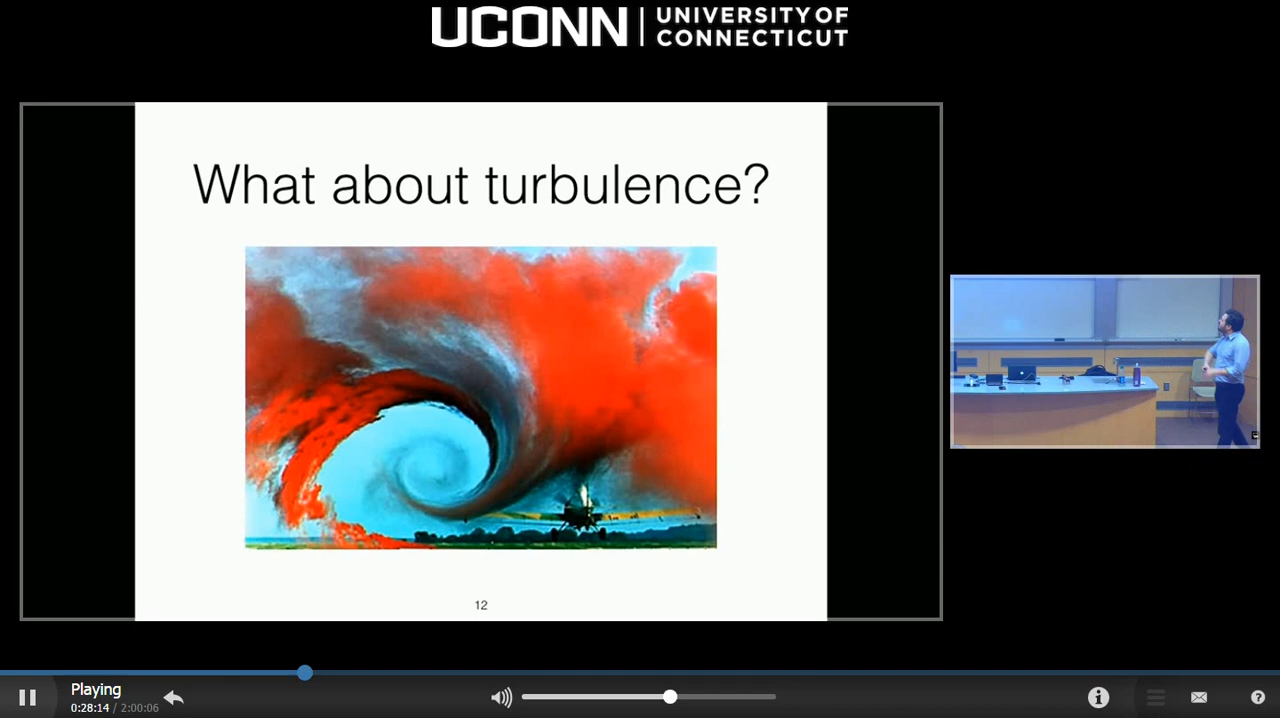 UCONN | UNIVERSITY OF
CONNECTICUT
What about turbulence?
12
Playing
0:28:14 / 2:00:06